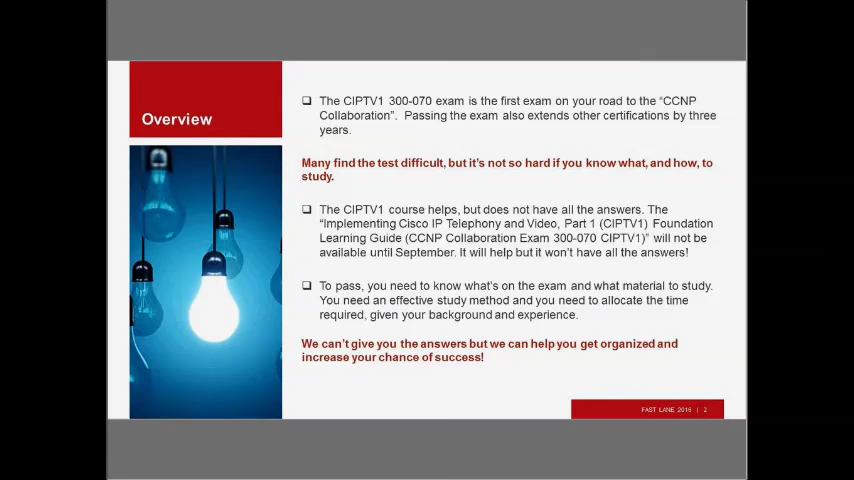 Overview
❑ The CIPTV1 300-070 exam is the first exam on your road to the “CCNP
Collaboration”. Passing the exam also extends other certifications by three
years.
Many find the test difficult, but it’s not so hard if you know what, and how, to
study.
❑ The CIPTV1 course helps, but does not have all the answers. The
“Implementing Cisco IP Telephony and Video, Part 1 (CIPTV1) Foundation
Learning Guide (CCNP Collaboration Exam 300-070 CIPTV1)” will not be
available until September. It will help but it won’t have all the answers!
❑ To pass, you need to know what’s on the exam and what material to study.
You need an effective study method and you need to allocate the time
required, given your background and experience.
We can’t give you the answers but we can help you get organized and
increase your chance of success!
FAST LANE 2016 | 2